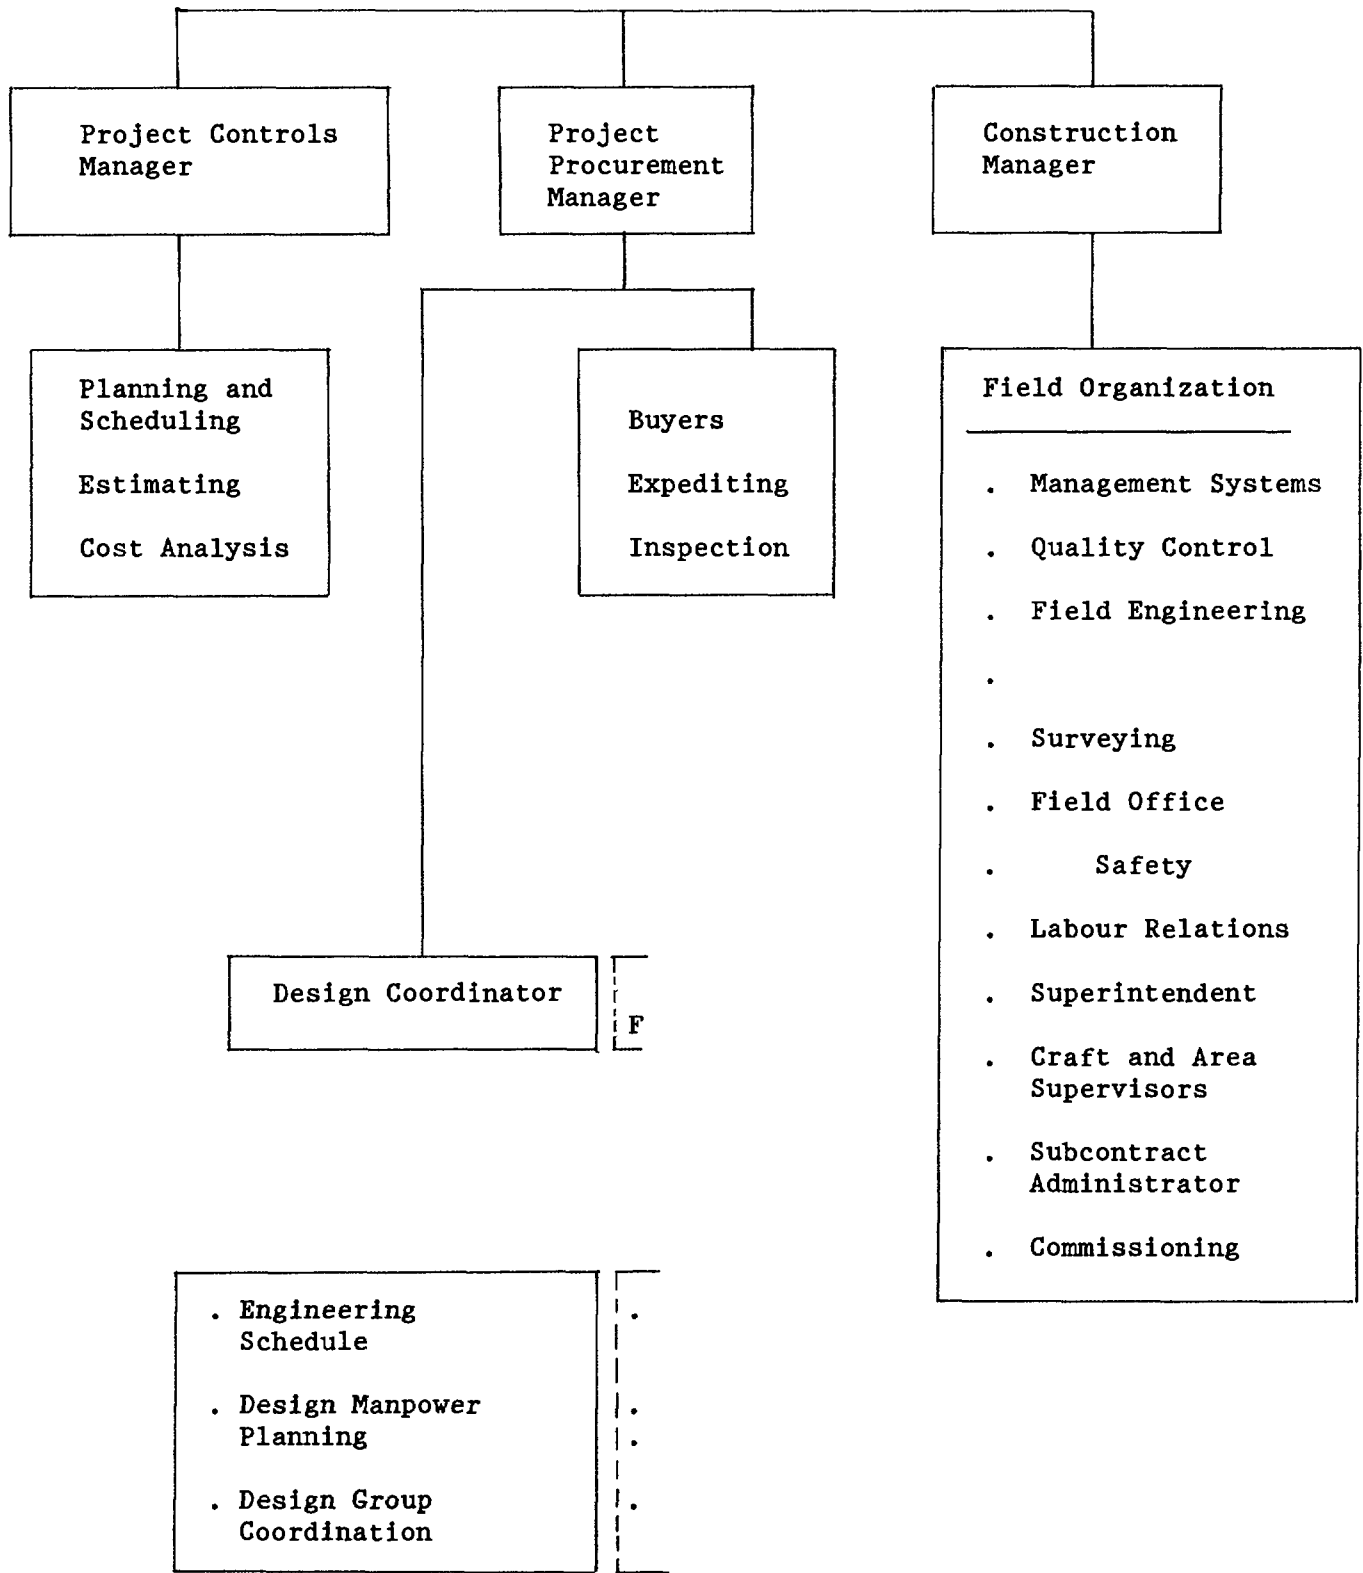 Project Controls
Manager
Project
Procurement
Manager
Construction
Manager
Planning and
Scheduling
Estimating
Cost Analysis
Buyers
Expediting
Inspection
Field Organization
. Management Systems
. Quality Control
. Field Engineering
.
. Surveying
. Field Office
. Safety
. Labour Relations
. Superintendent
. Craft and Area
Supervisors
. Subcontract
Administrator
. Commissioning
Design Coordinator
F
. Engineering
Schedule
. Design Manpower
Planning
. Design Group
Coordination
.
.
.
.